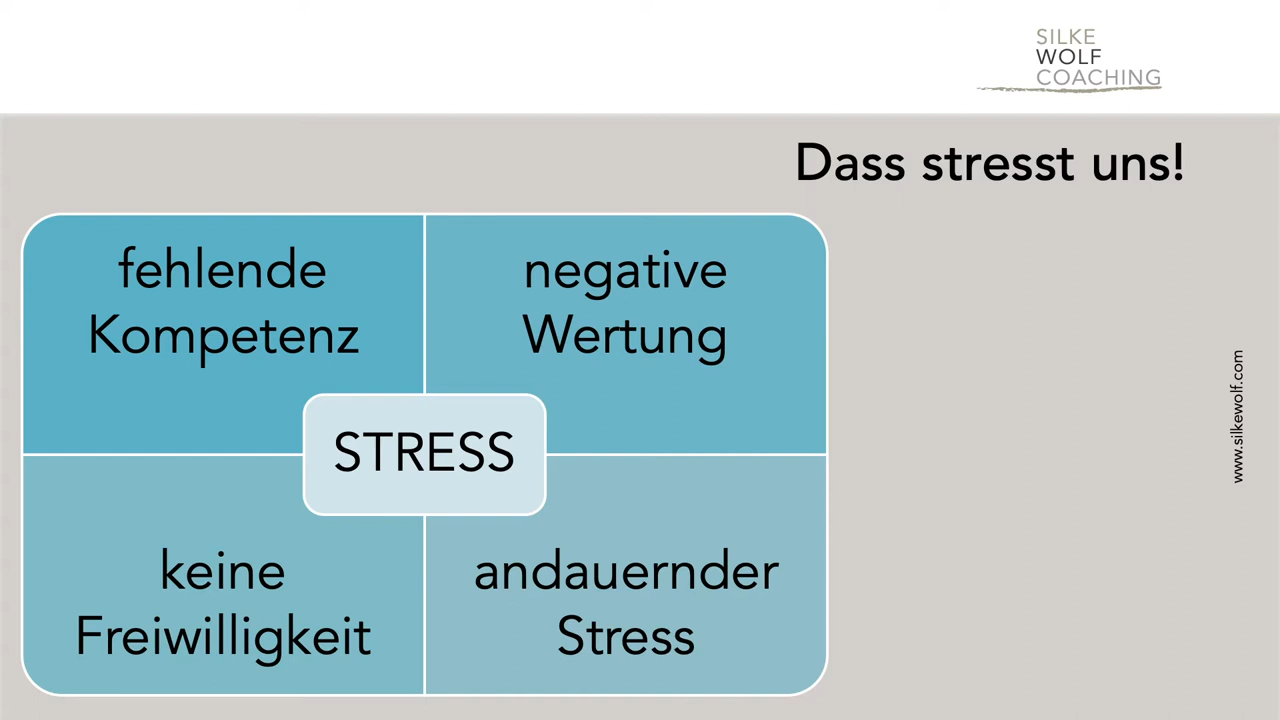 SILKE
WOLF
COACHING
Dass stresst uns!
fehlende
Kompetenz
negative
Wertung
STRESS
keine
Freiwilligkeit
andauernder
Stress
www.silkewolf.com